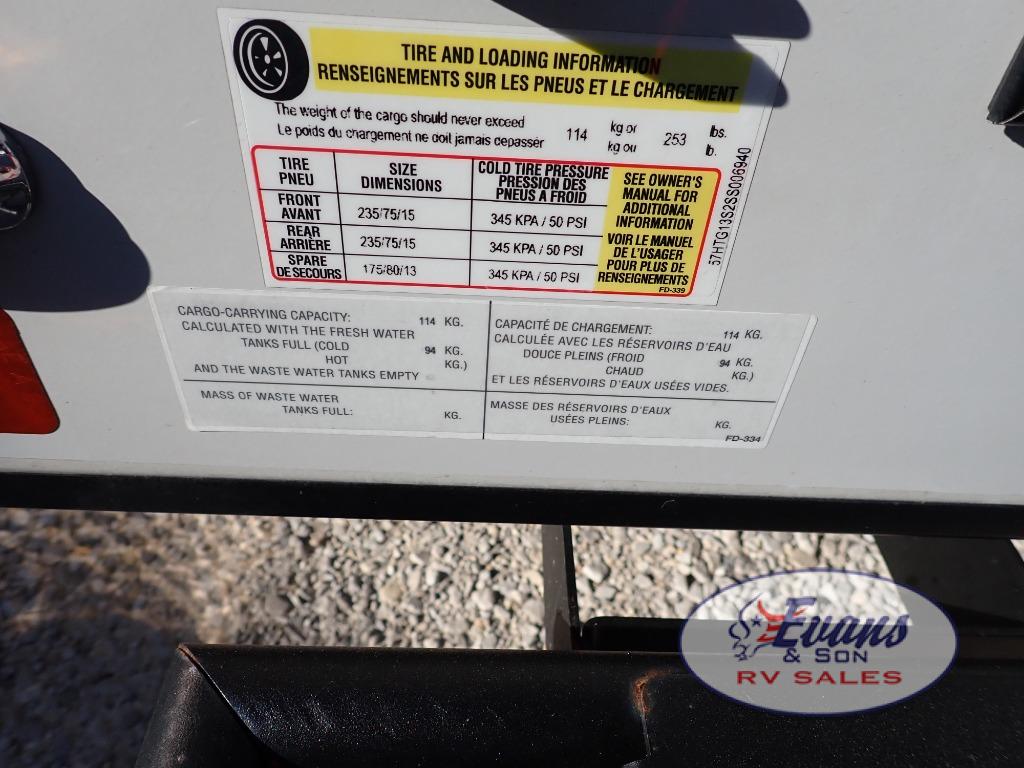 TIRE AND LOADING INFORMATION
RENSEIGNEMENTS SUR LES PNEUS ET LE CHARGEMENT
The weight of the cargo should never exceed 114 kg or 253 lbs.
Le poids du chargement ne doit jamais depasser kg ou lb.
TIRE PNEU
SIZE DIMENSIONS
COLD TIRE PRESSURE
PRESSION DES
PNEUS A FROID
FRONT AVANT 235/75/15 345 KPA / 50 PSI
REAR ARRIÈRE 235/75/15 345 KPA / 50 PSI
SPARE DE SECOURS 175/80/13 345 KPA / 50 PSI
SEE OWNER'S
MANUAL FOR
ADDITIONAL
INFORMATION
VOIR LE MANUEL
DE L'USAGER
POUR PLUS DE
RENSEIGNEMENTS
FD-339
57HTG13S2SS006940
CARGO-CARRYING CAPACITY: 114 KG.
CALCULATED WITH THE FRESH WATER
TANKS FULL (COLD 94 KG.
HOT KG.)
AND THE WASTE WATER TANKS EMPTY
MASS OF WASTE WATER
TANKS FULL: KG.
CAPACITÉ DE CHARGEMENT: 114 KG.
CALCULÉE AVEC LES RÉSERVOIRS D'EAU
DOUCE PLEINS (FROID 94 KG.
CHAUD KG.)
ET LES RÉSERVOIRS D'EAUX USÉES VIDES.
MASSE DES RÉSERVOIRS D'EAUX
USÉES PLEINS: KG.
FD-334
Evans
& SON
RV SALES